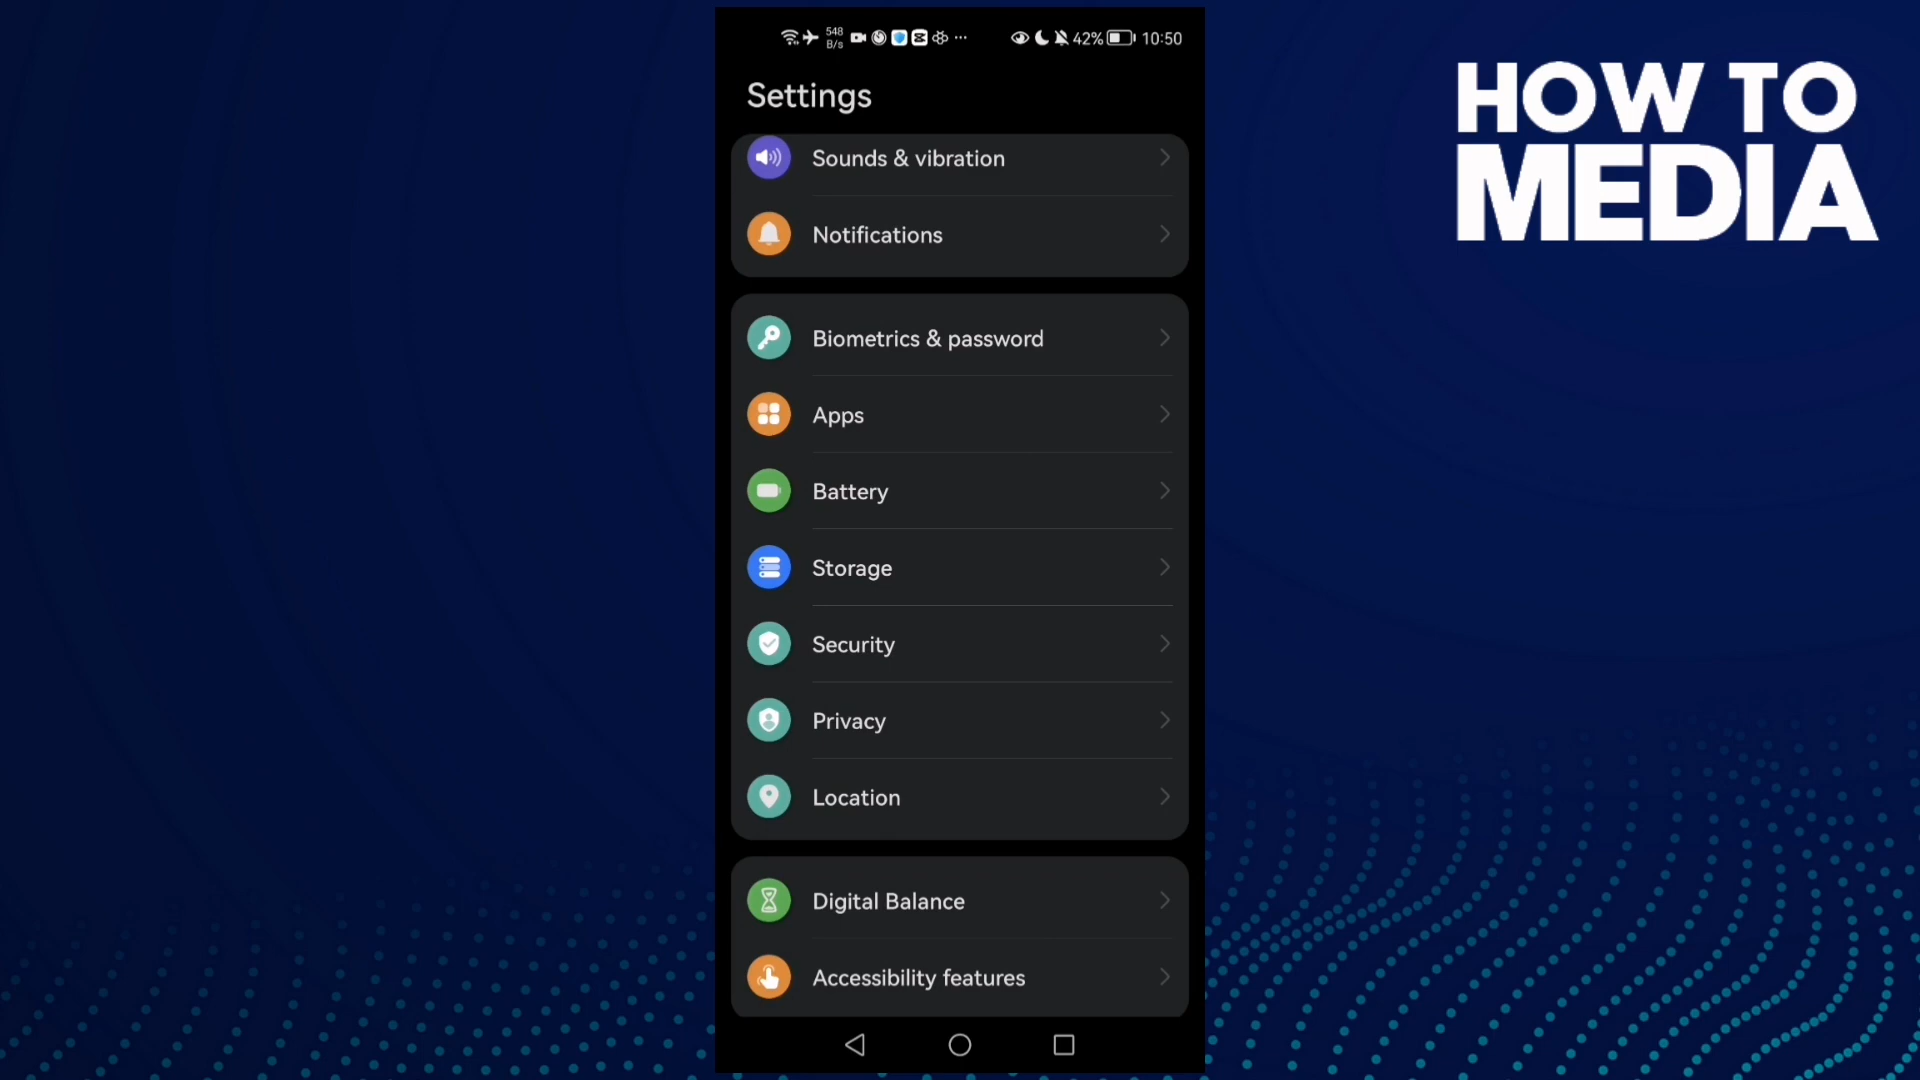 548
B/s
42%
10:50
Settings
Sounds & vibration
Notifications
Biometrics & password
Apps
Battery
Storage
Security
Privacy
Location
Digital Balance
Accessibility features
HOW TO
MEDIA